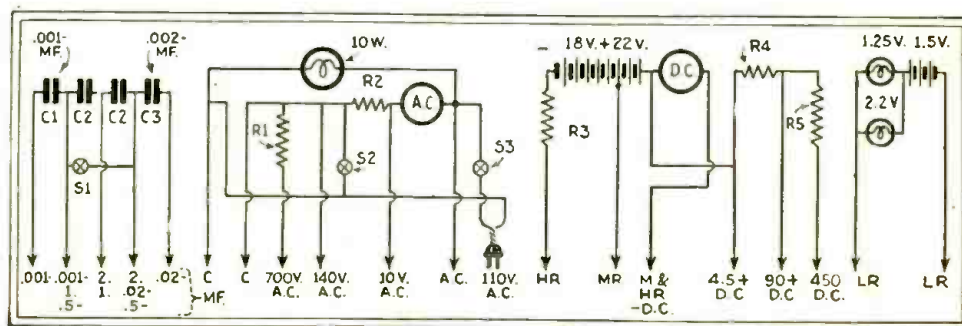 .001-
MF.
.002-
MF.
C1 C2 C2 C3
S1
10W.
R2
A.C
R1
S2
S3
- 18V.+22V.
D.C
R3
R4
R5
1.25V. 1.5V.
2.2V
.001- .001- 2. 2. .02-
1. 1. .02-
.5- .5-
MF.
C C 700V. 140V. 10V. A.C. 110V.
A.C. A.C. A.C. A.C.
HR MR M & 4.5+ 90+ 450 LR LR
HR D.C D.C D.C.
-D.C.